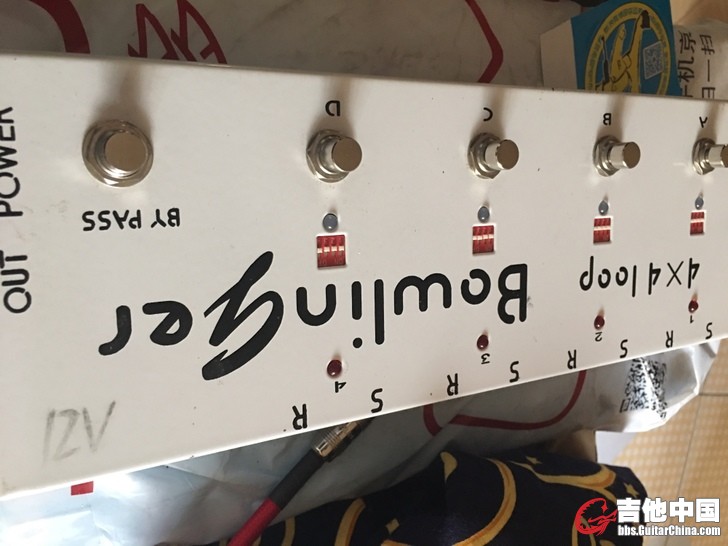 OUT POWER
BY PASS
D
C
B
A
Bowlinger
4×4 loop
R S 4
R S 3
R S 2
R S 1
12V
吉他中国
bbs.GuitarChina.com